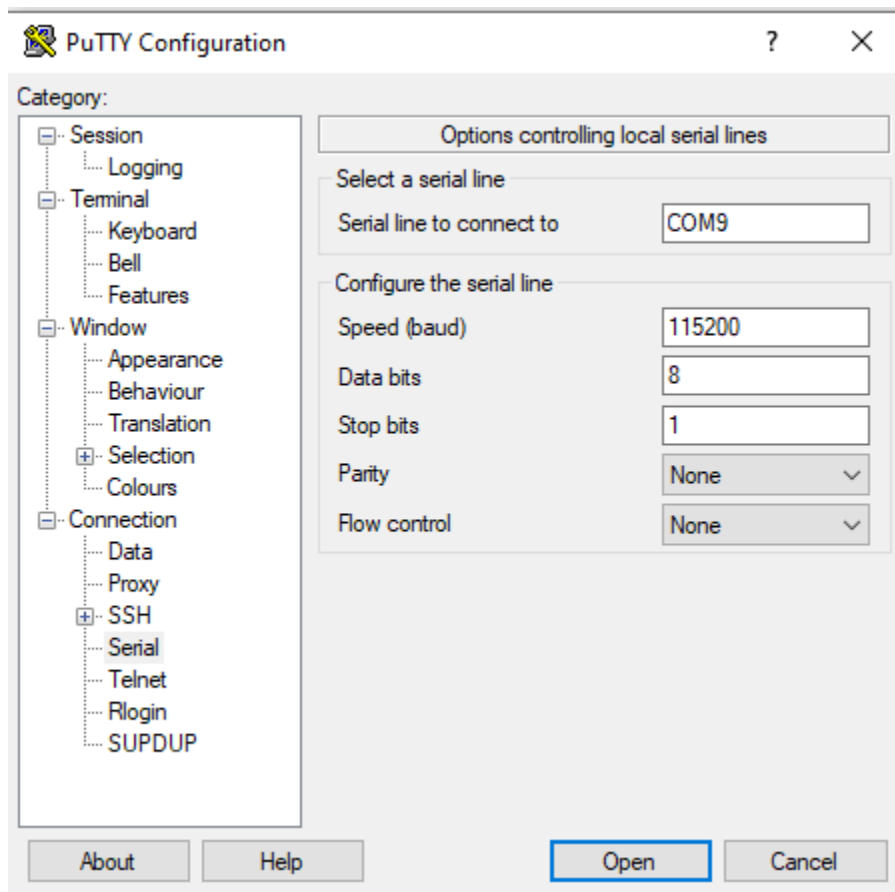 PuTTY Configuration ? ×
Category:
Session
Logging
Terminal
Keyboard
Bell
Features
Window
Appearance
Behaviour
Translation
Selection
Colours
Connection
Data
Proxy
SSH
Serial
Telnet
Rlogin
SUPDUP
Options controlling local serial lines
Select a serial line
Serial line to connect to COM9
Configure the serial line
Speed (baud) 115200
Data bits 8
Stop bits 1
Parity None
Flow control None
About Help Open Cancel